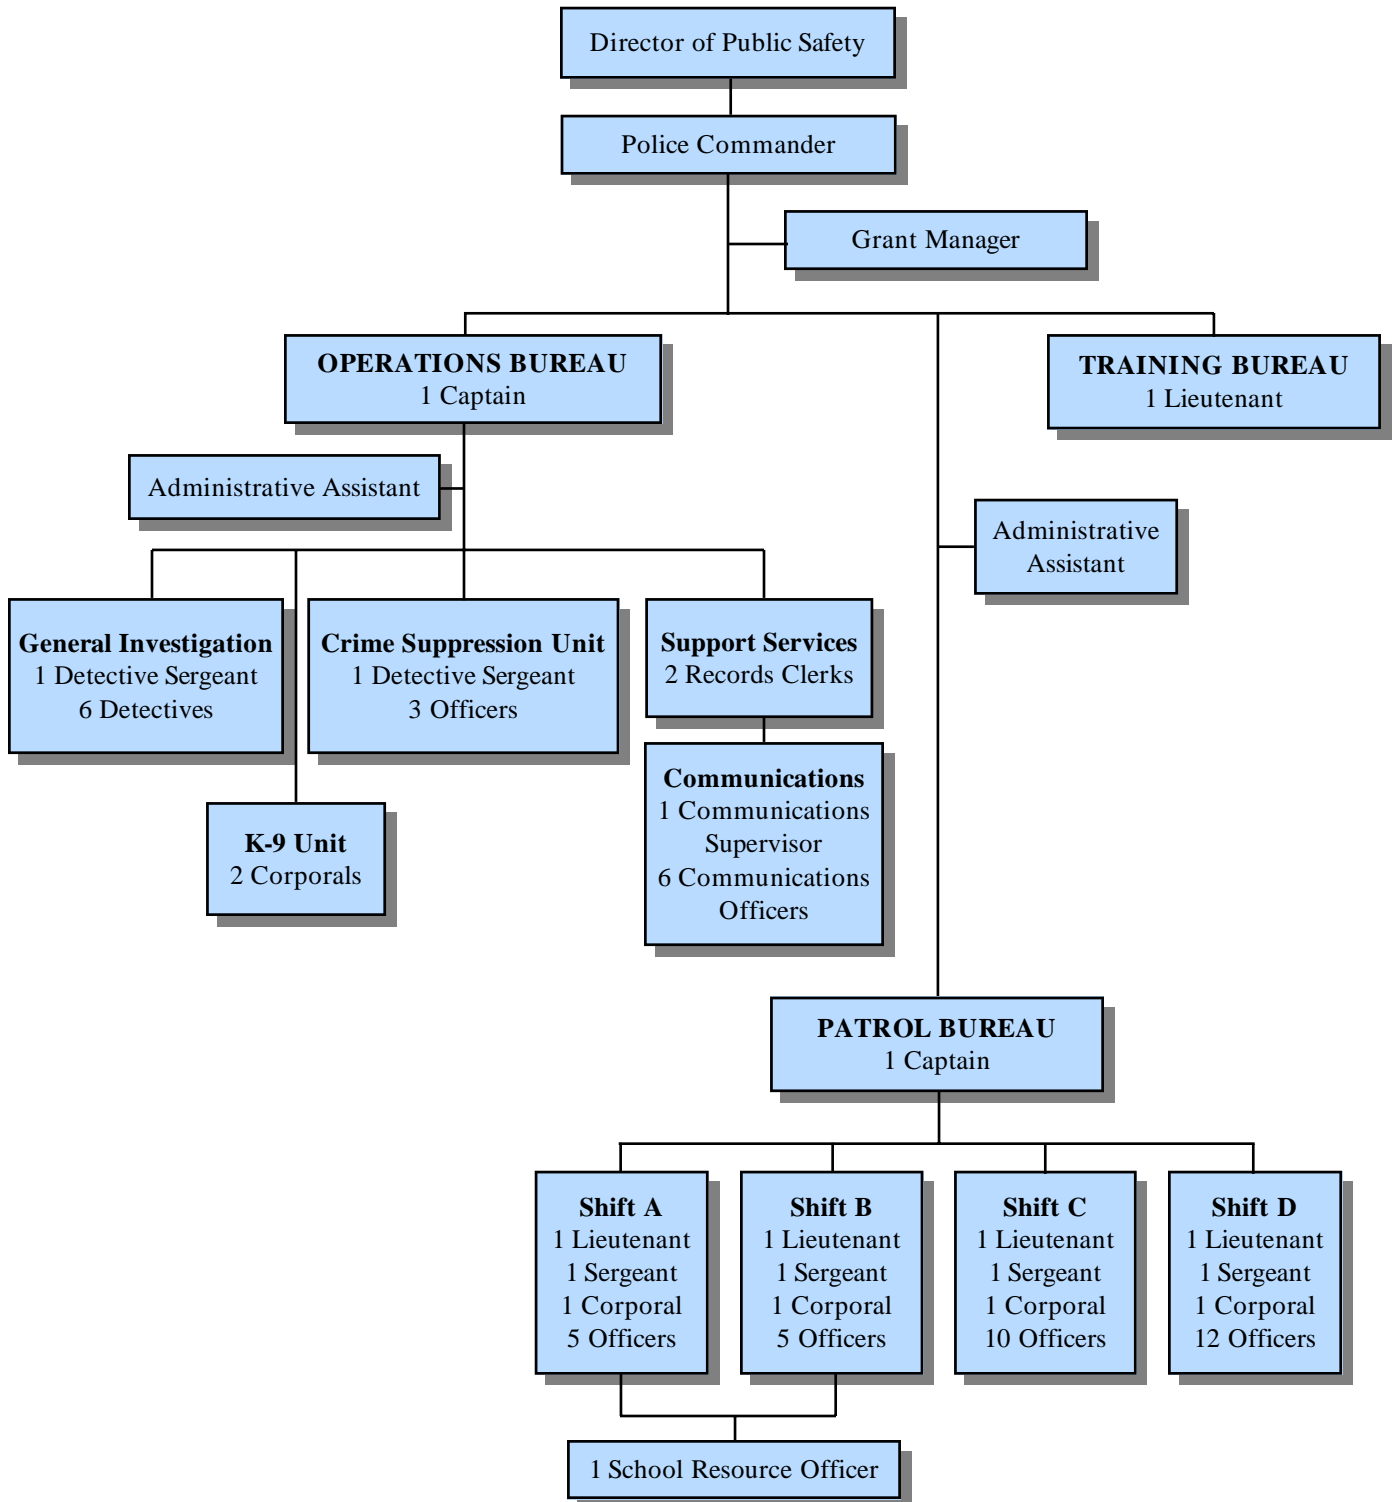 Director of Public Safety
Police Commander
Grant Manager
OPERATIONS BUREAU
1 Captain
TRAINING BUREAU
1 Lieutenant
Administrative Assistant
Administrative
Assistant
General Investigation
1 Detective Sergeant
6 Detectives
Crime Suppression Unit
1 Detective Sergeant
3 Officers
Support Services
2 Records Clerks
Communications
1 Communications
Supervisor
6 Communications
Officers
K-9 Unit
2 Corporals
PATROL BUREAU
1 Captain
Shift A
1 Lieutenant
1 Sergeant
1 Corporal
5 Officers
Shift B
1 Lieutenant
1 Sergeant
1 Corporal
5 Officers
Shift C
1 Lieutenant
1 Sergeant
1 Corporal
10 Officers
Shift D
1 Lieutenant
1 Sergeant
1 Corporal
12 Officers
1 School Resource Officer